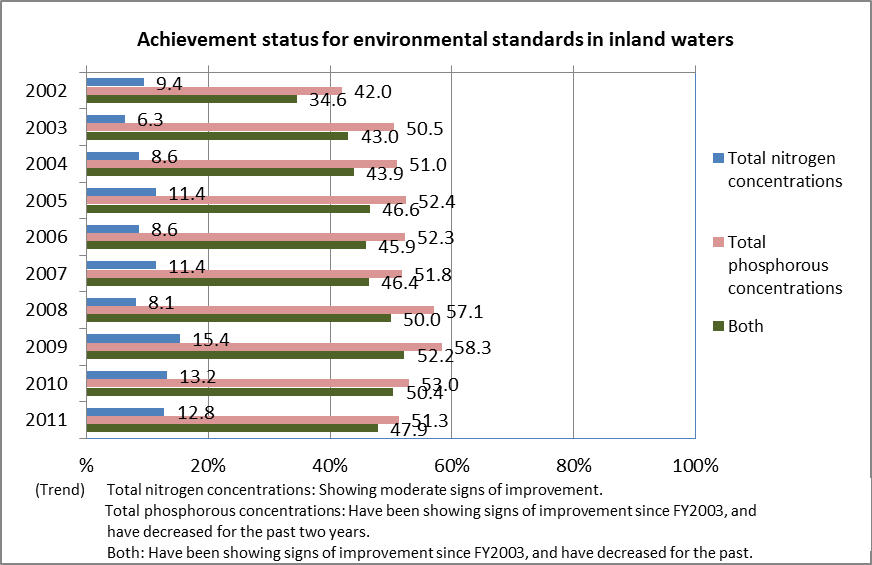 Achievement status for environmental standards in inland waters
2002 9.4 42.0 34.6
2003 6.3 50.5 43.0
2004 8.6 51.0 43.9
2005 11.4 52.4 46.6
2006 8.6 52.3 45.9
2007 11.4 51.8 46.4
2008 8.1 57.1 50.0
2009 15.4 58.3 52.2
2010 13.2 53.0 50.4
2011 12.8 51.3 47.9
% 20% 40% 60% 80% 100%
Total nitrogen
concentrations
Total
phosphorous
concentrations
Both
(Trend) Total nitrogen concentrations: Showing moderate signs of improvement.
Total phosphorous concentrations: Have been showing signs of improvement since FY2003, and
have decreased for the past two years.
Both: Have been showing signs of improvement since FY2003, and have decreased for the past.